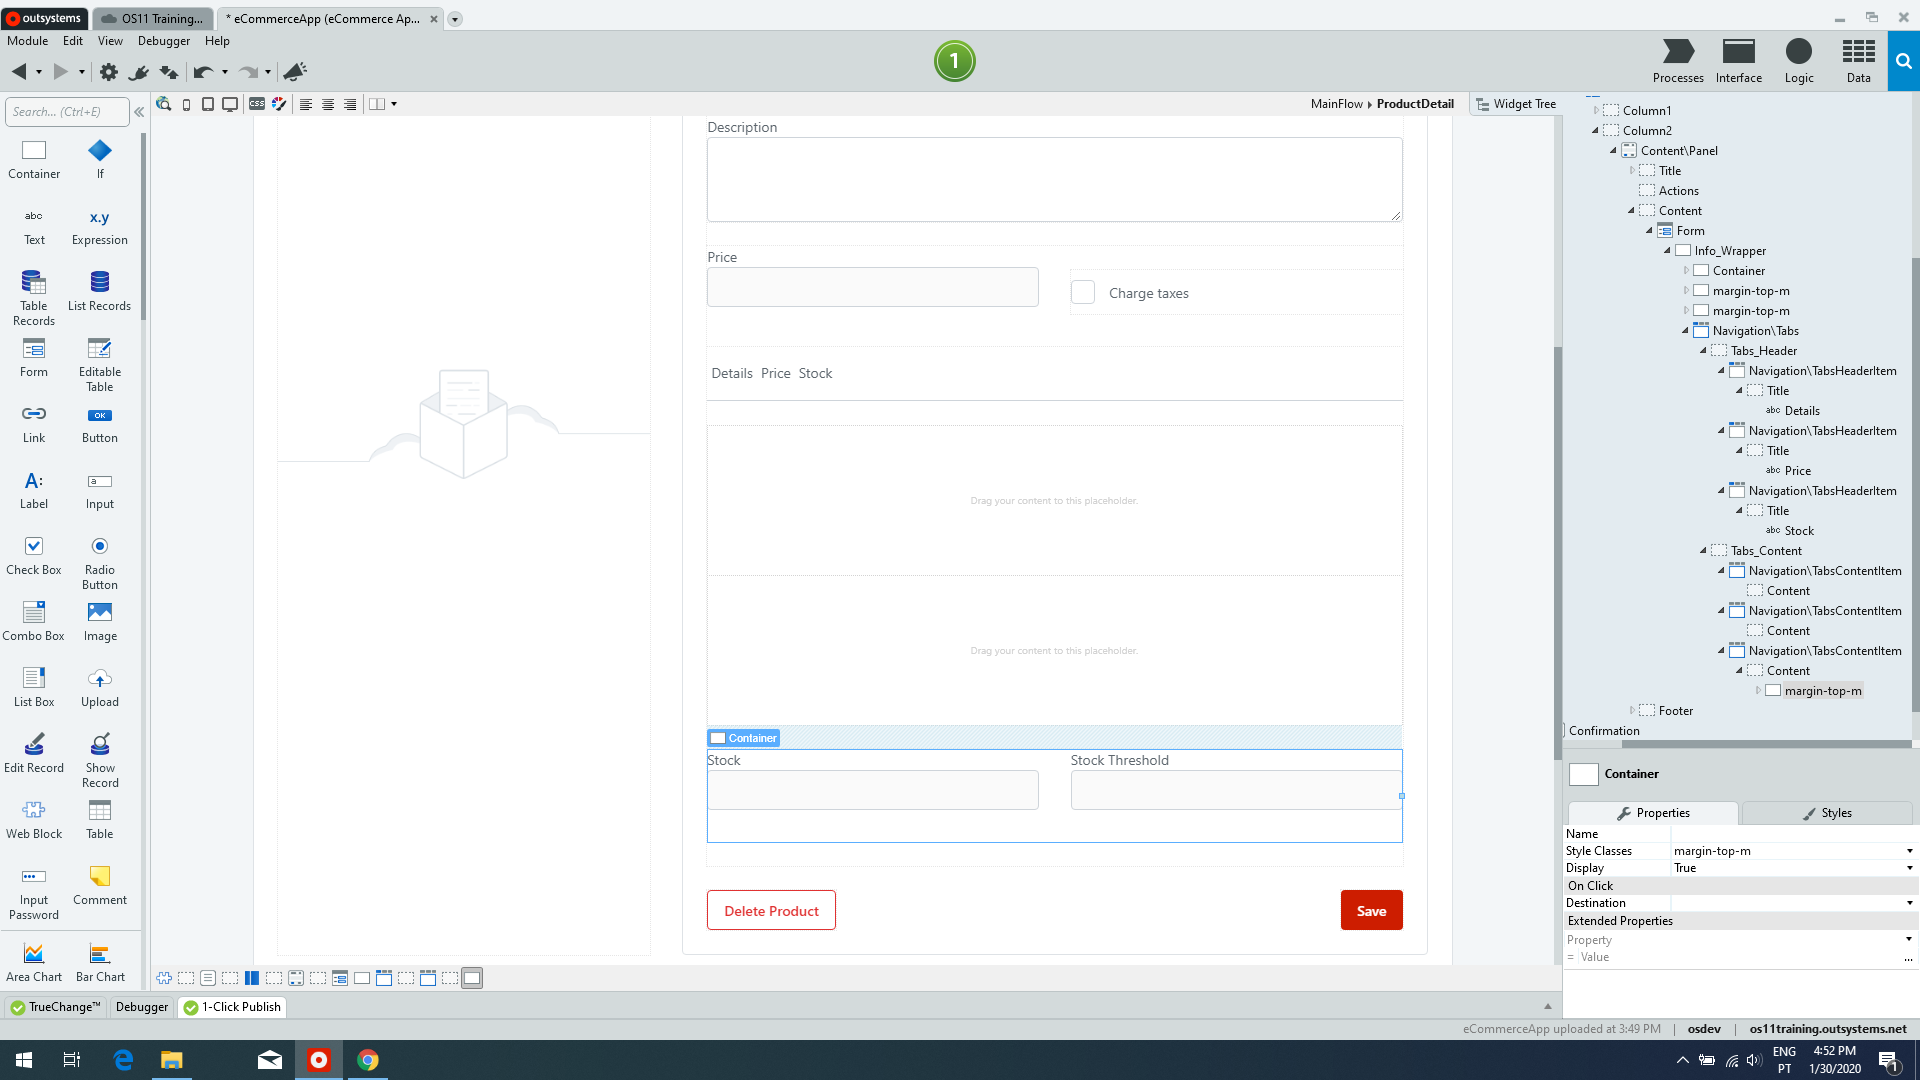 outsystems
OS11 Training...
* eCommerceApp (eCommerce Ap...
Module Edit View Debugger Help
1
Processes Interface Logic Data
Search... (Ctrl+E)
css
MainFlow ProductDetail
Widget Tree
Container If
abc x.y
Text Expression
Table Records List Records
Form Editable Table
OK
Link Button
A: a
Label Input
Check Box Radio Button
Combo Box Image
List Box Upload
Edit Record Show Record
Web Block Table
Input Password Comment
Area Chart Bar Chart
Description
Price
Charge taxes
Details Price Stock
Drag your content to this placeholder.
Drag your content to this placeholder.
Container
Stock Stock Threshold
Delete Product Save
Column1
Column2
Content\Panel
Title
Actions
Content
Form
Info_Wrapper
Container
margin-top-m
margin-top-m
Navigation\Tabs
Tabs_Header
Navigation\TabsHeaderItem
Title
abc Details
Navigation\TabsHeaderItem
Title
abc Price
Navigation\TabsHeaderItem
Title
abc Stock
Tabs_Content
Navigation\TabsContentItem
Content
Navigation\TabsContentItem
Content
Navigation\TabsContentItem
Content
margin-top-m
Footer
Confirmation
Container
Properties Styles
Name
Style Classes margin-top-m
Display True
On Click
Destination
Extended Properties
Property
= Value ...
TrueChange™ Debugger 1-Click Publish
eCommerceApp uploaded at 3:49 PM | osdev | os11training.outsystems.net
ENG 4:52 PM
PT 1/30/2020
1